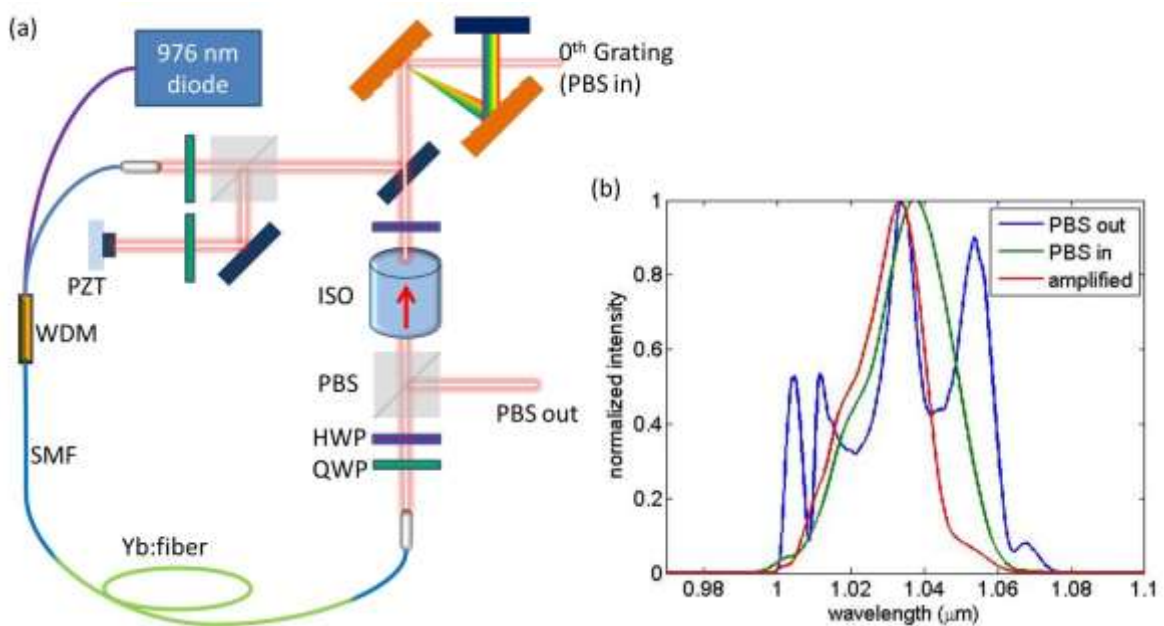 (a)
976 nm
diode
0th Grating
(PBS in)
PZT
ISO
WDM
PBS
PBS out
HWP
SMF
QWP
Yb:fiber
(b)
PBS out
PBS in
amplified
normalized intensity
1
0.8
0.6
0.4
0.2
0
0.98
1
1.02
1.04
1.06
1.08
1.1
wavelength (μm)